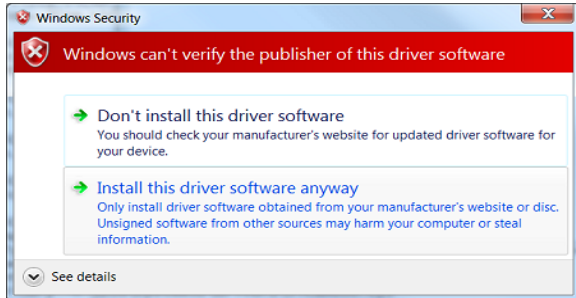 Windows Security
Windows can't verify the publisher of this driver software
Don't install this driver software
You should check your manufacturer's website for updated driver software for
your device.
Install this driver software anyway
Only install driver software obtained from your manufacturer's website or disc.
Unsigned software from other sources may harm your computer or steal
information.
See details